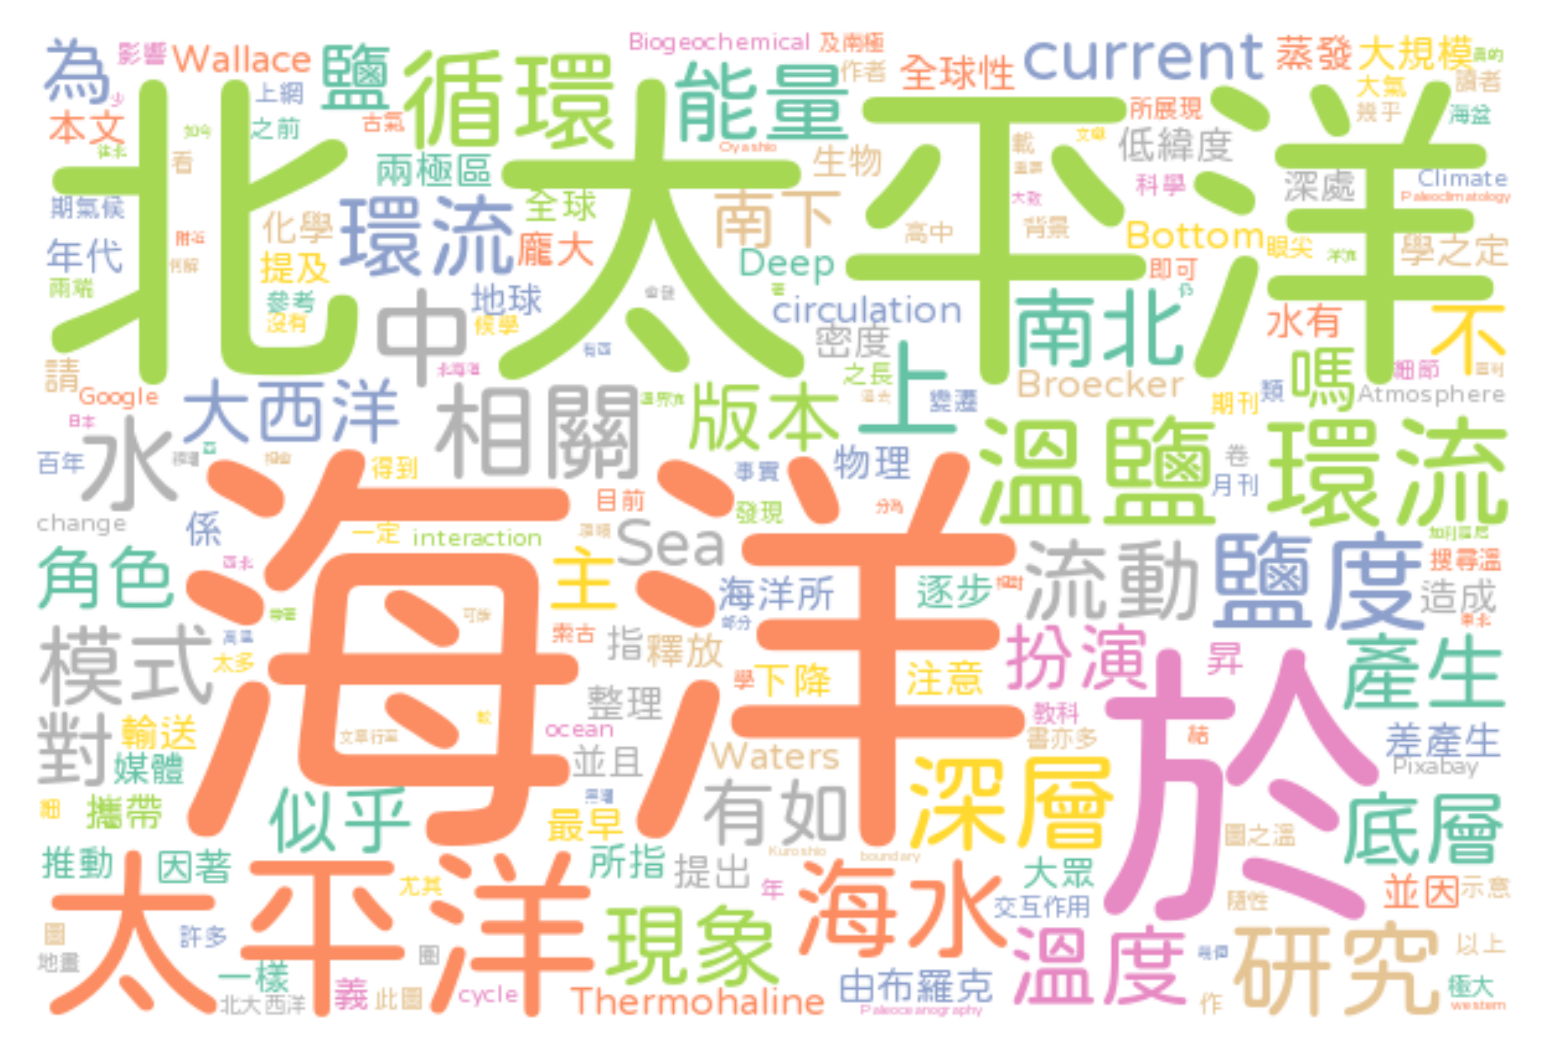 為
影響
Wallace
鹽
循環
Biogeochemical
及南極
能量
作者
全球性
current
蒸發
大規模
讀者
大氣
本文
上網
之前
古氣
北太平洋
所展現
幾乎
海盆
看
兩極區
Oyashio
生物
載
低緯度
科學
深處
Climate
Paleoclimatology
期氣候
化學
環流
全球
南下
高中
背景
Bottom
眼尖
學之定
年代
提及
龐大
Deep
即可
兩端
參考
地球
沒有
中
候學
circulation
密度
南北
水有
不
請
Google
大西洋
相關
版本
之長
上
變遷
Broecker
期刊
類
嗎
細節
Atmosphere
日本
水
百年
得到
事實
物理
溫鹽環流
卷
月刊
目前
發現
change
係
一定
interaction
Sea
海洋
角色
主
海洋所
逐步
流動
鹽度
搜尋溫
造成
模式
太多
索古
指
釋放
部分
學
下降
注意
扮演
昇
產生
整理
對
輸送
媒體
ocean
並且
Waters
教科
書亦多
於
差產生
Pixabay
攜帶
似乎
最早
有如
深層
圖之溫
底層
推動
因著
所指
提出
Kuroshio
boundary
年
大眾
並因
示意
太平洋
尤其
海水
交互作用
隨性
圖
許多
地畫
圈
現象
溫度
研究
以上
一樣
北大西洋
義
此圖
cycle
Thermohaline
由布羅克
Paleoceanography
作
極大
western